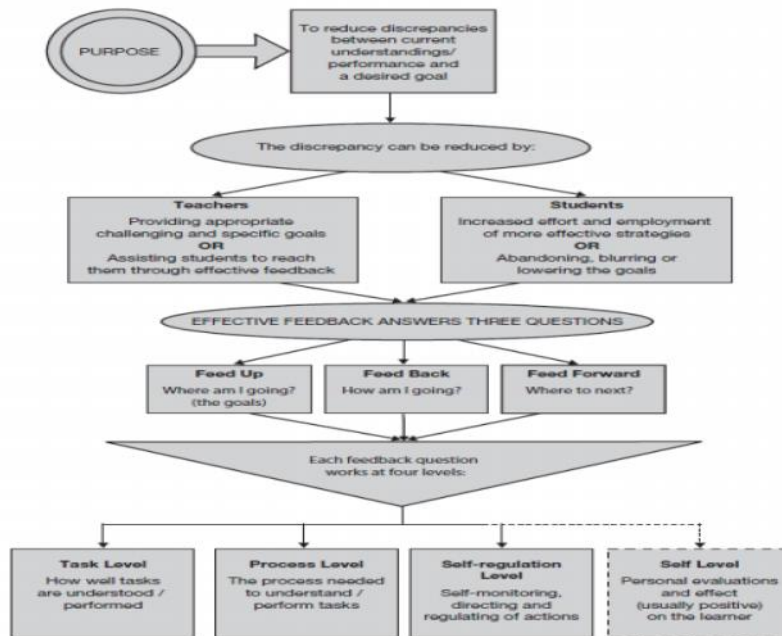 PURPOSE
To reduce discrepancies
between current
understandings/
performance and
a desired goal
The discrepancy can be reduced by:
Teachers
Providing appropriate
challenging and specific goals
OR
Assisting students to reach
them through effective feedback
Students
Increased effort and employment
of more effective strategies
OR
Abandoning, blurring or
lowering the goals
EFFECTIVE FEEDBACK ANSWERS THREE QUESTIONS
Feed Up
Where am I going?
(the goals)
Feed Back
How am I going?
Feed Forward
Where to next?
Each feedback question
works at four levels:
Task Level
How well tasks
are understood /
performed
Process Level
The process needed
to understand /
perform tasks
Self-regulation
Level
Self-monitoring,
directing and
regulating of actions
Self Level
Personal evaluations
and effect
(usually positive)
on the learner